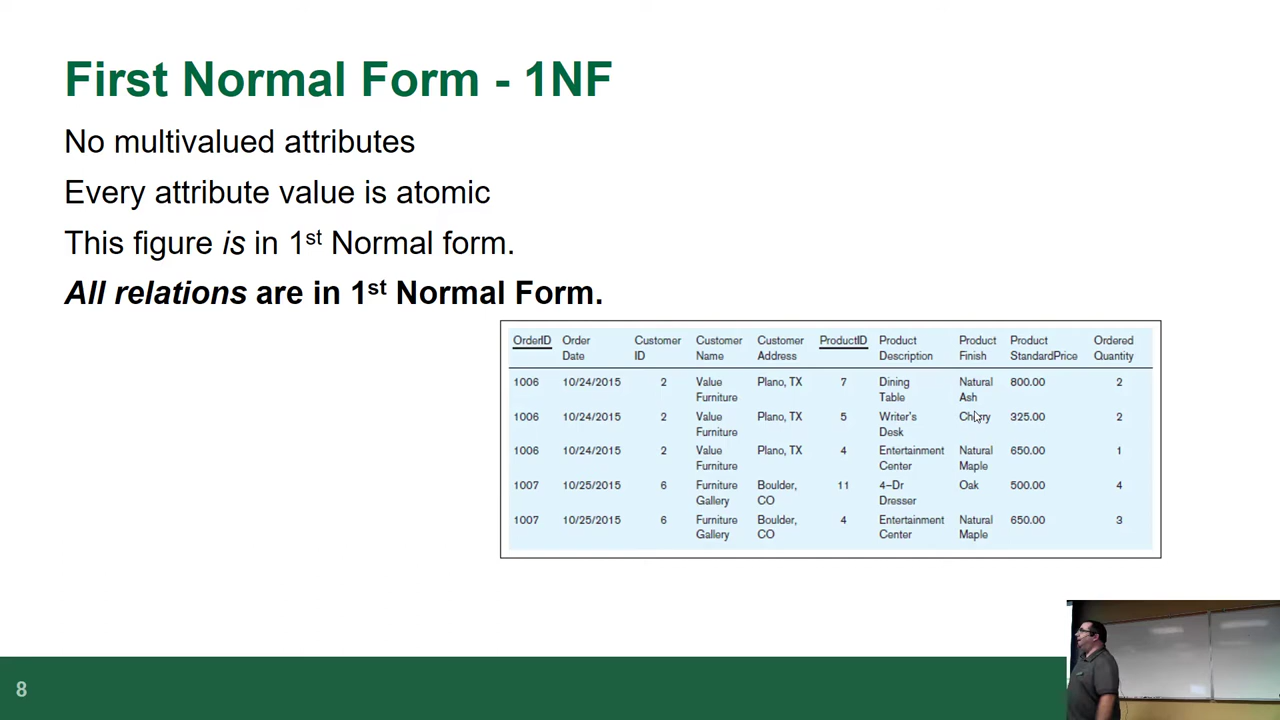 First Normal Form - 1NF
No multivalued attributes
Every attribute value is atomic
This figure is in 1st Normal form.
All relations are in 1st Normal Form.
OrderID Order Customer Customer Customer ProductID Product Product Product Ordered
Date ID Name Address Description Finish StandardPrice Quantity
1006 10/24/2015 2 Value Plano, TX 7 Dining Natural 800.00 2
Furniture Table Ash
1006 10/24/2015 2 Value Plano, TX 5 Writer's Cherry 325.00 2
Furniture Desk
1006 10/24/2015 2 Value Plano, TX 4 Entertainment Natural 650.00 1
Furniture Center Maple
1007 10/25/2015 6 Furniture Boulder, 11 4–Dr Oak 500.00 4
Gallery CO Dresser
1007 10/25/2015 6 Furniture Boulder, 4 Entertainment Natural 650.00 3
Gallery CO Center Maple
8